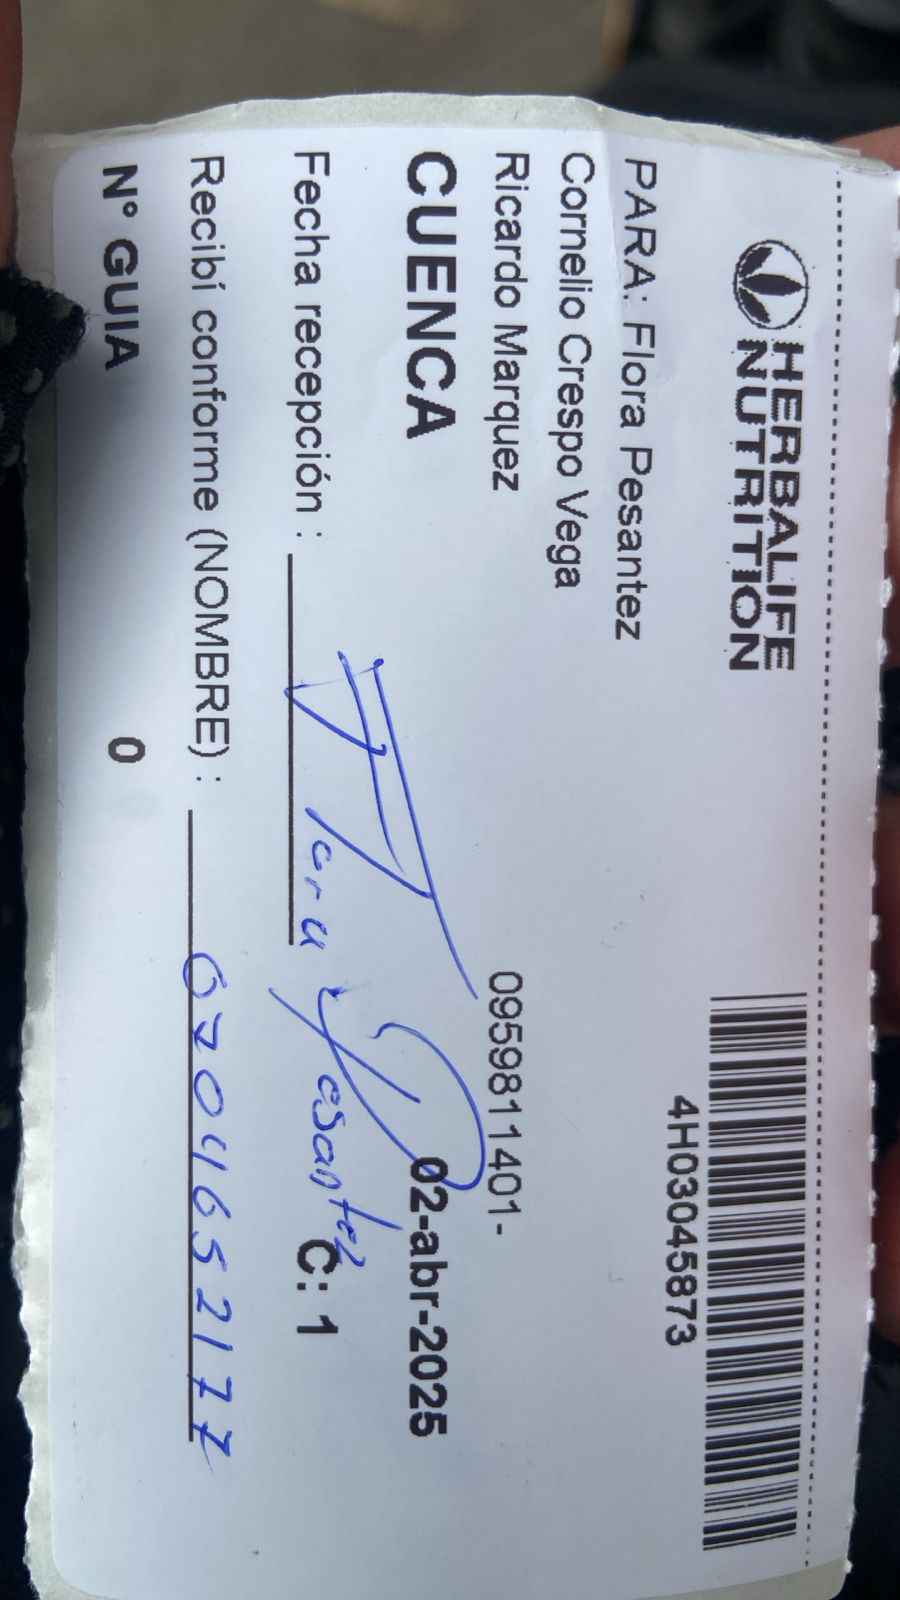 HERBALIFE
NUTRITION
4H03045873
PARA: Flora Pesantez
Cornelio Crespo Vega
Ricardo Marquez
0959811401-
CUENCA
02-abr-2025
Fecha recepción :
Flora Pesantez
C: 1
Recibí conforme (NOMBRE) :
N° GUIA
0